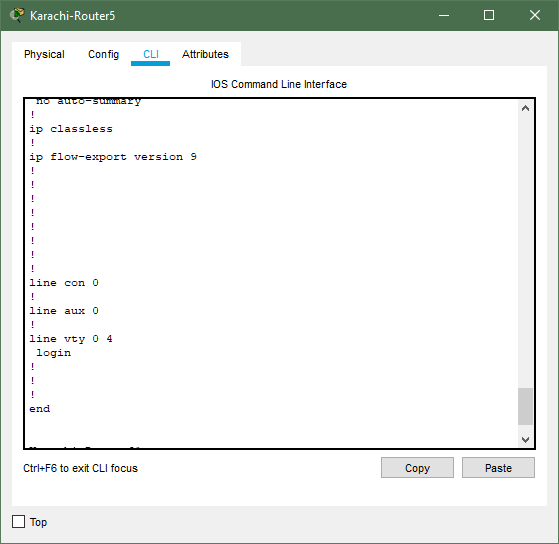 Karachi-Router5
Physical Config CLI Attributes
IOS Command Line Interface
no auto-summary
!
ip classless
!
ip flow-export version 9
!
!
!
!
!
!
!
!
line con 0
!
line aux 0
!
line vty 0 4
login
!
!
!
end
Ctrl+F6 to exit CLI focus
Copy Paste
Top